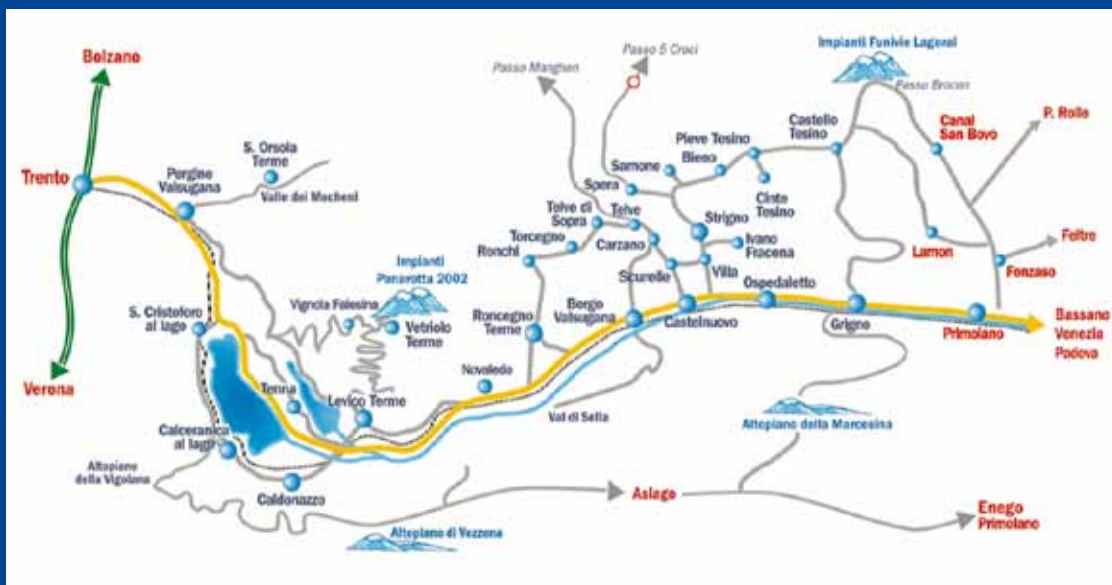 Bolzano
Passo Manghen
Passo 5 Croci
Impianti Funivie Lagorai
Passo Brocon
Trento
Pergine
Valsugana
S. Orsola
Terme
Valle dei Mocheni
Samone
Bieno
Pieve Tesino
Castello
Tesino
Canal
San Bovo
P. Rolle
Spera
Cinte
Tesino
Telve di
Sopra
Telve
Strigno
Ivano
Fracena
Lamon
Feltre
Fonzaso
Ronchi
Torcegno
Carzano
Scurelle
Villa
Impianti
Panarotta 2002
Vignola Falesina
Vetriolo
Terme
S. Cristoforo
al lago
Roncegno
Terme
Borgo
Valsugana
Castelnuovo
Ospedaletto
Grigno
Primolano
Bassano
Venezia
Padova
Verona
Tenna
Levico Terme
Novaledo
Val di Sella
Calceranica
al lago
Caldonazzo
Altopiano
della Vigolana
Altopiano della Marcesina
Asiago
Altopiano di Vezzena
Enego
Primolano